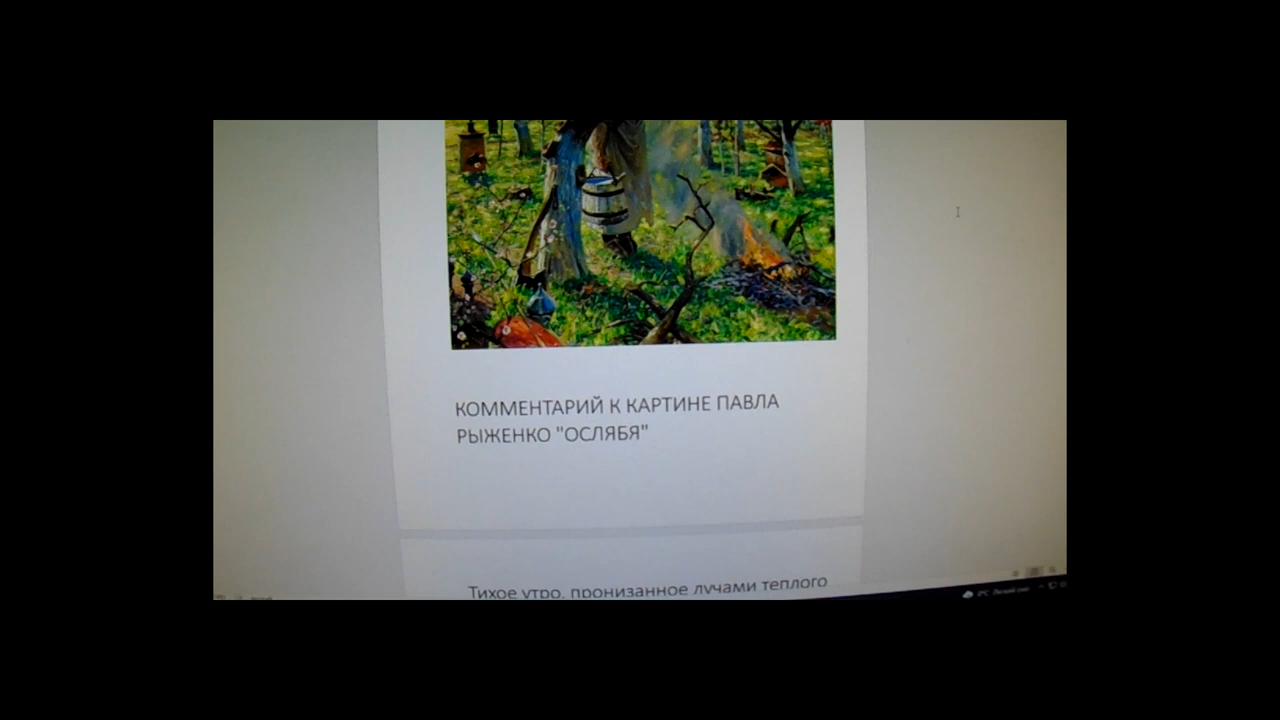 КОММЕНТАРИЙ К КАРТИНЕ ПАВЛА
РЫЖЕНКО "ОСЛЯБЯ"
Тихое утро, пронизанное лучами теплого